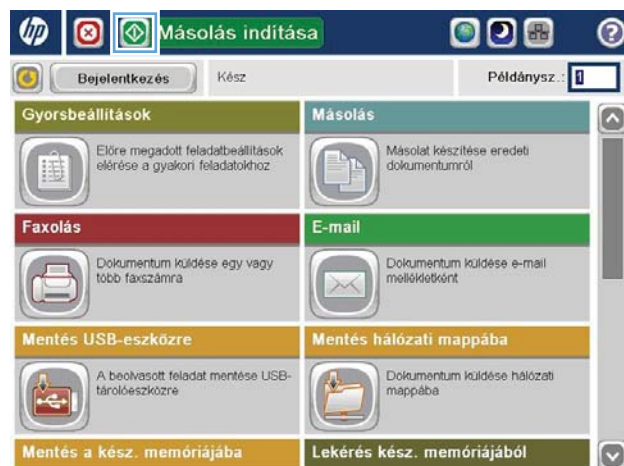 hp
Másolás indítása
?
Bejelentkezés
Kész
Példánysz.:
1
Gyorsbeállítások
Előre megadott feladatbeállítások
elérése a gyakori feladatokhoz
Másolás
Másolat készítése eredeti
dokumentumról
Faxolás
Dokumentum küldése egy vagy
több faxszámra
E-mail
Dokumentum küldése e-mail
mellékletként
Mentés USB-eszközre
A beolvasott feladat mentése USB-
tárolóeszközre
Mentés hálózati mappába
Dokumentum küldése hálózati
mappába
Mentés a kész. memóriájába
Lekérés kész. memóriájából